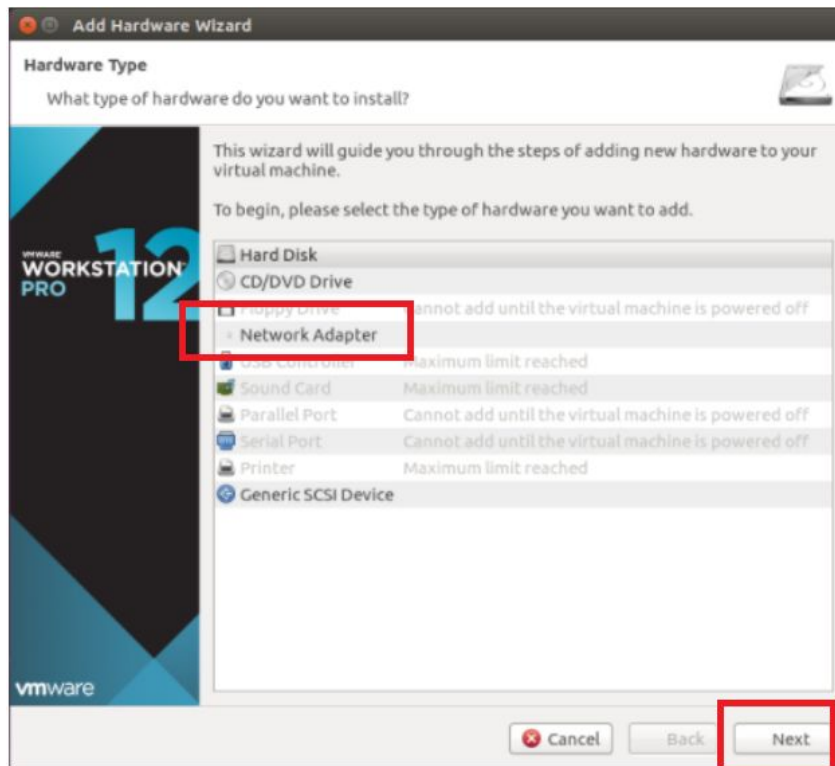 Add Hardware Wizard
Hardware Type
What type of hardware do you want to install?
This wizard will guide you through the steps of adding new hardware to your
virtual machine.
To begin, please select the type of hardware you want to add.
VMWARE
WORKSTATION
PRO
12
Hard Disk
CD/DVD Drive
Floppy Drive Cannot add until the virtual machine is powered off
Network Adapter
USB Controller Maximum limit reached
Sound Card Maximum limit reached
Parallel Port Cannot add until the virtual machine is powered off
Serial Port Cannot add until the virtual machine is powered off
Printer Maximum limit reached
Generic SCSI Device
vmware
Cancel Back Next